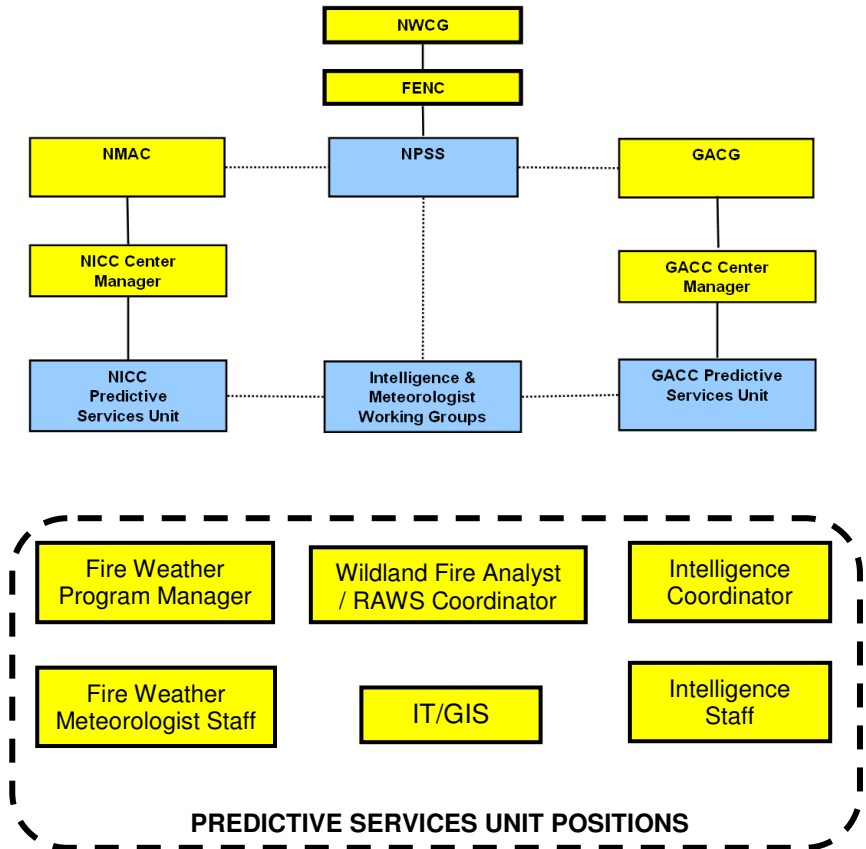 NWCG
FENC
NMAC
NPSS
GACG
NICC Center
Manager
GACC Center
Manager
NICC
Predictive
Services Unit
Intelligence &
Meteorologist
Working Groups
GACC Predictive
Services Unit
Fire Weather
Program Manager
Wildland Fire Analyst
/ RAWS Coordinator
Intelligence
Coordinator
Fire Weather
Meteorologist Staff
IT/GIS
Intelligence
Staff
PREDICTIVE SERVICES UNIT POSITIONS